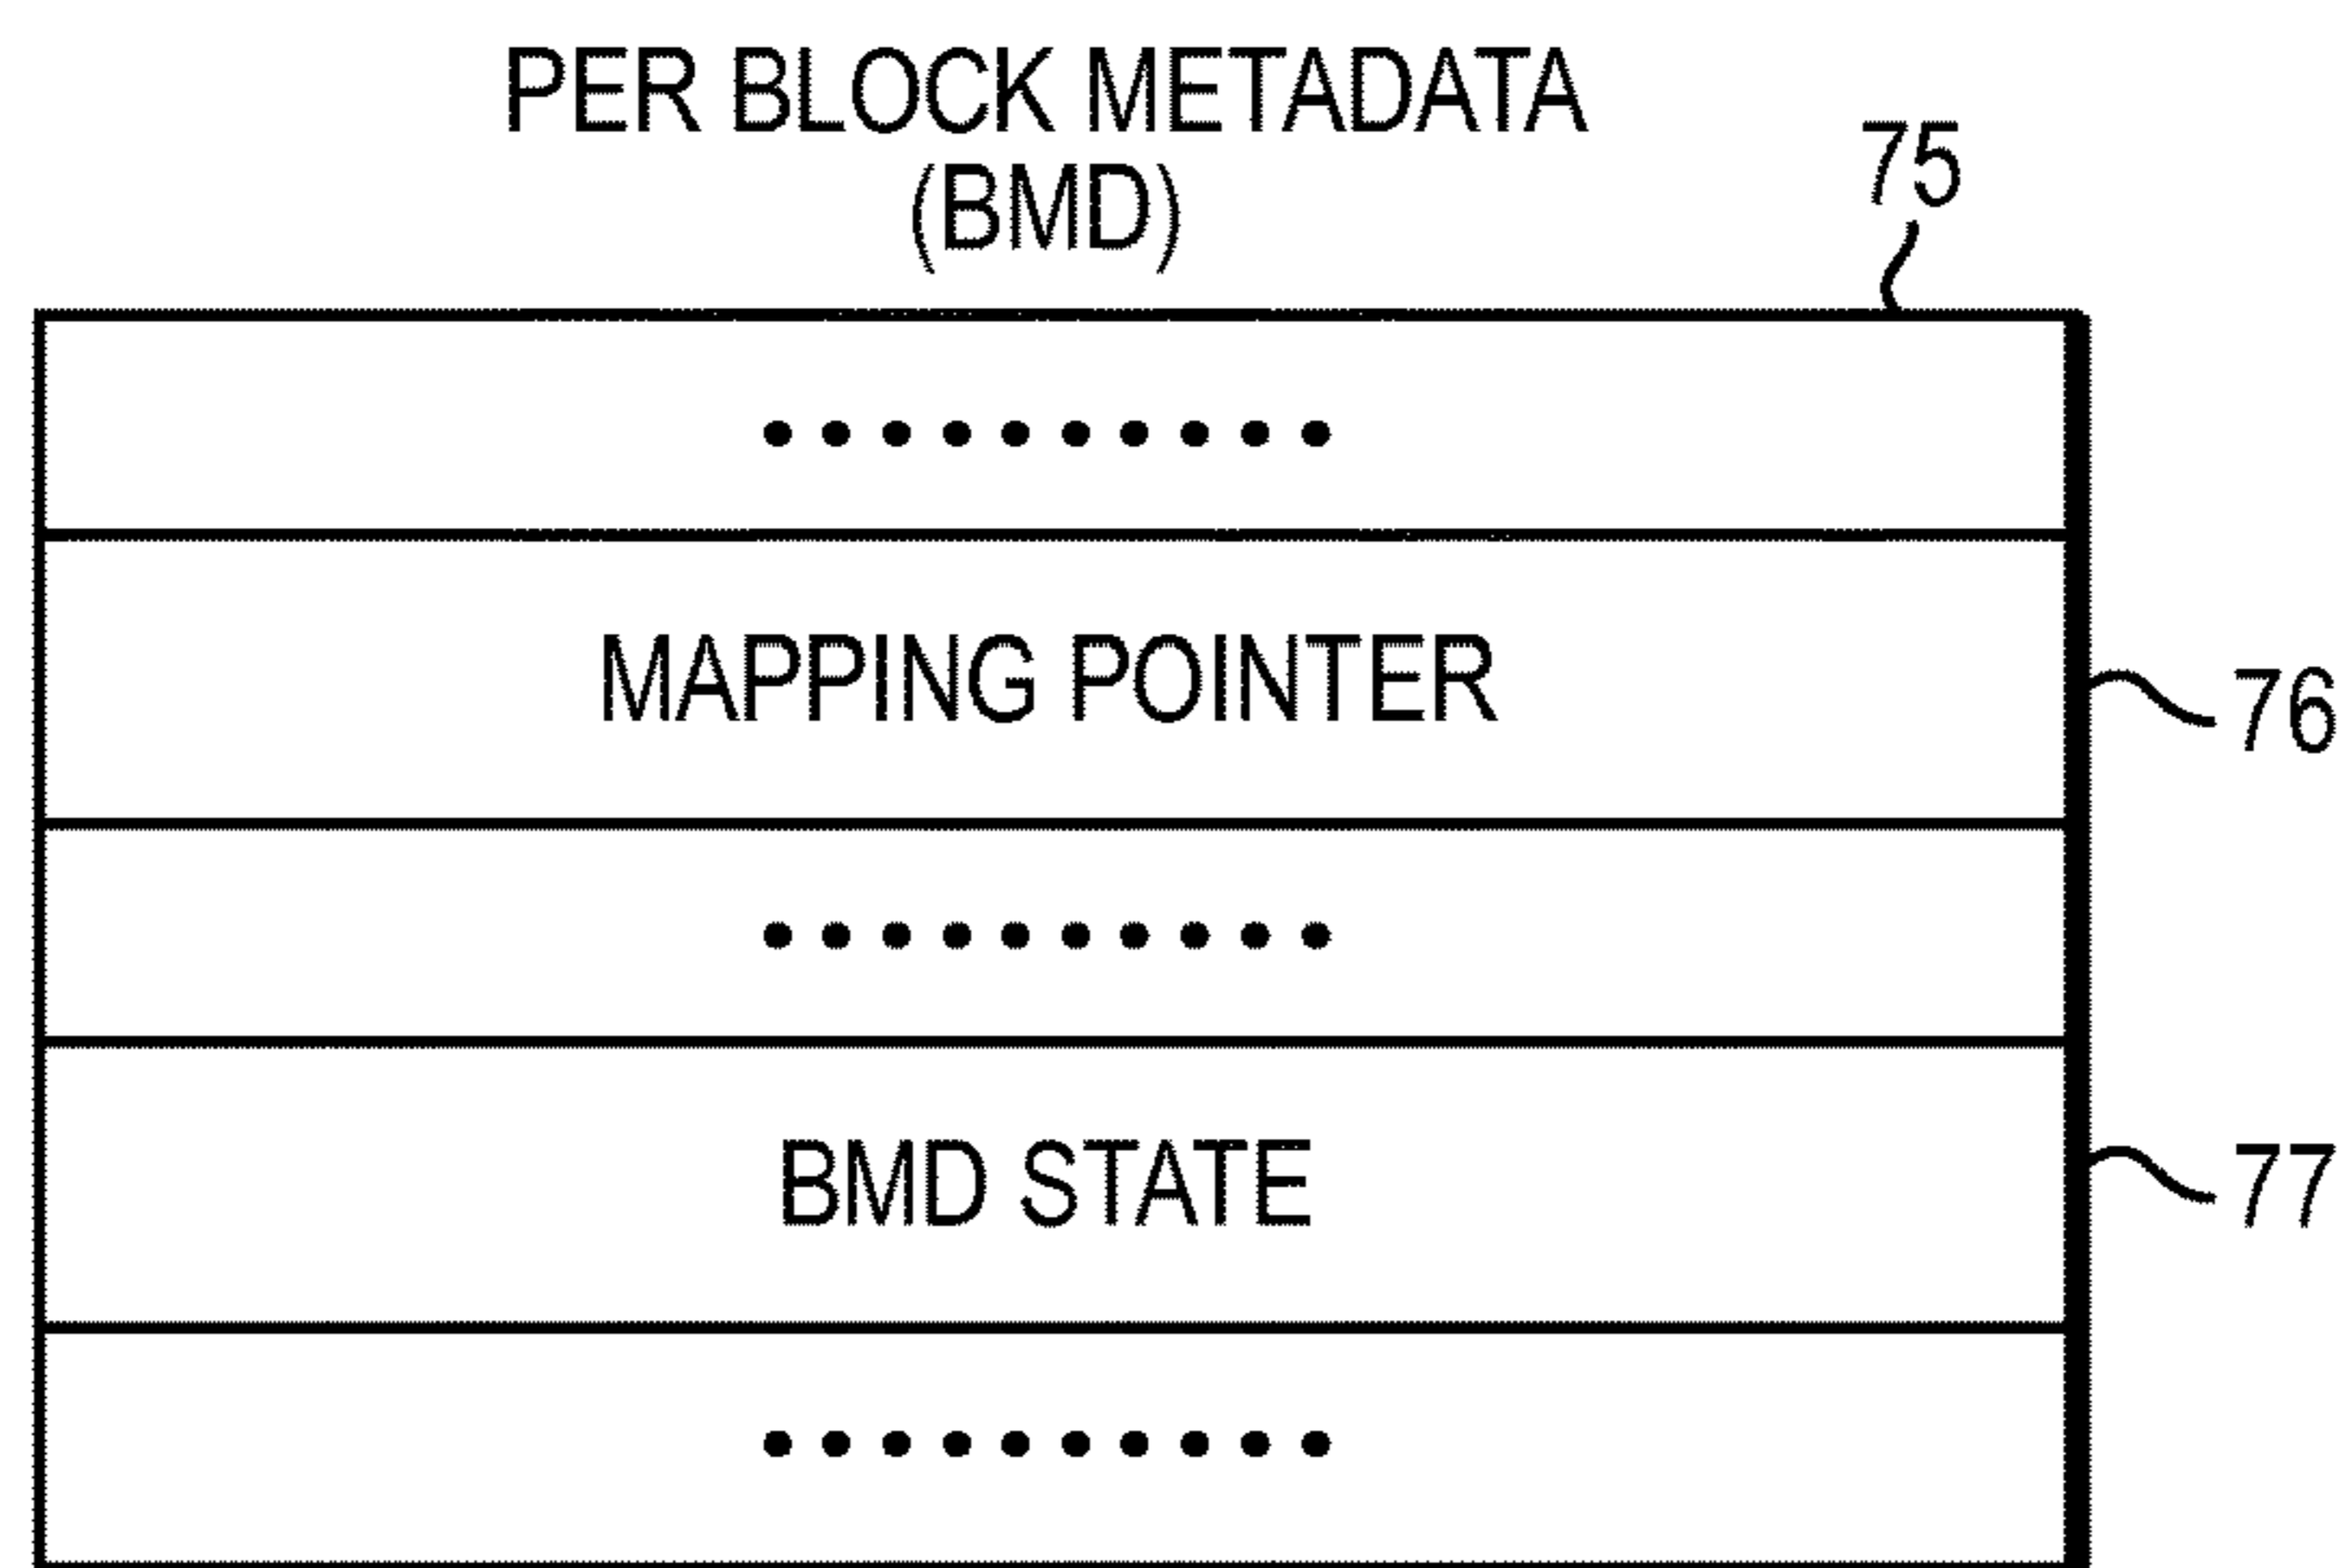 PER BLOCK METADATA
(BMD)
75
..........
MAPPING POINTER
76
..........
BMD STATE
77
..........